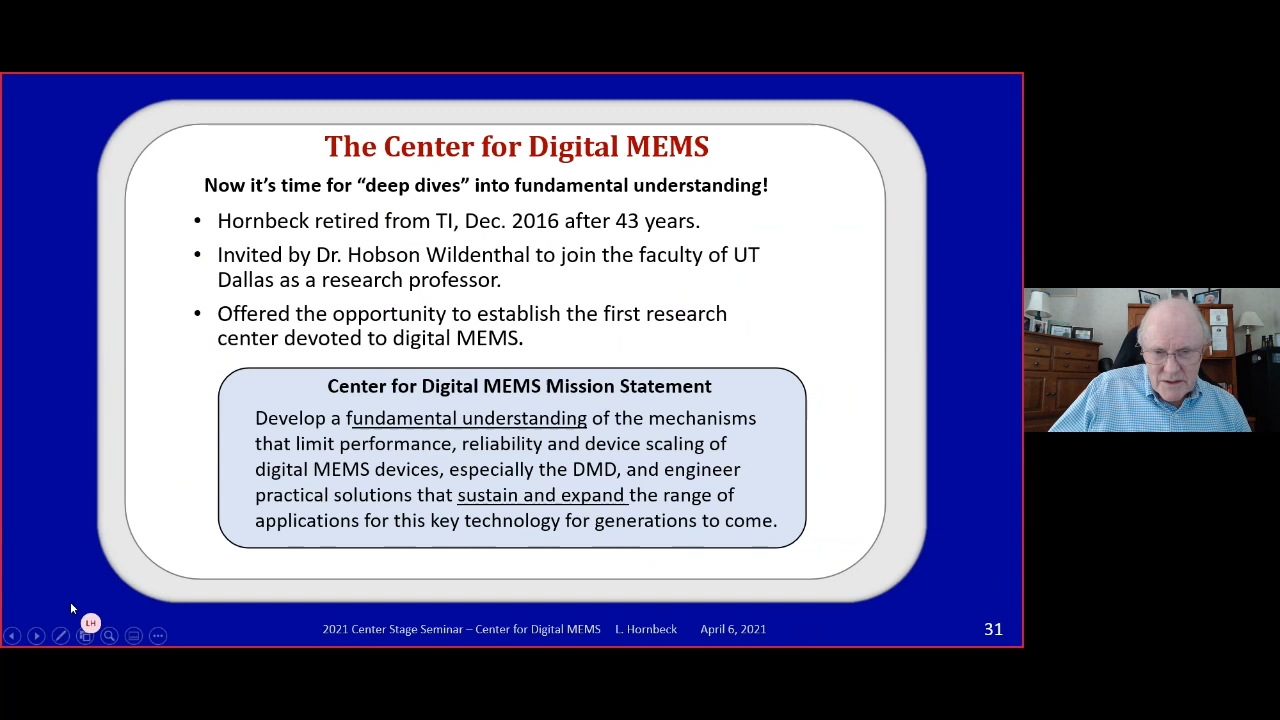 The Center for Digital MEMS
Now it's time for “deep dives” into fundamental understanding!
• Hornbeck retired from TI, Dec. 2016 after 43 years.
• Invited by Dr. Hobson Wildenthal to join the faculty of UT
Dallas as a research professor.
• Offered the opportunity to establish the first research
center devoted to digital MEMS.
Center for Digital MEMS Mission Statement
Develop a fundamental understanding of the mechanisms
that limit performance, reliability and device scaling of
digital MEMS devices, especially the DMD, and engineer
practical solutions that sustain and expand the range of
applications for this key technology for generations to come.
LH
2021 Center Stage Seminar – Center for Digital MEMS L. Hornbeck April 6, 2021
31